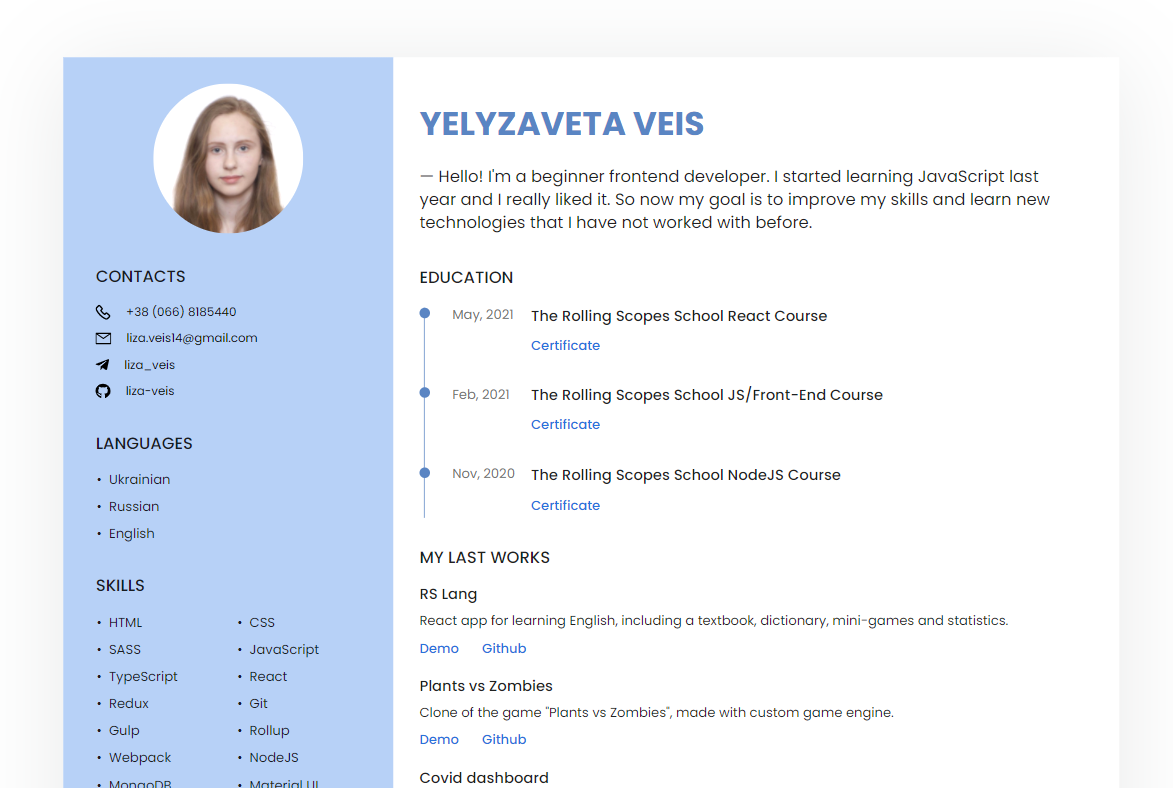 CONTACTS
+38 (066) 8185440
liza.veis14@gmail.com
liza_veis
liza-veis
LANGUAGES
• Ukrainian
• Russian
• English
SKILLS
• HTML
• CSS
• SASS
• JavaScript
• TypeScript
• React
• Redux
• Git
• Gulp
• Rollup
• Webpack
• NodeJS
• MongoDB
• Material UI
YELYZAVETA VEIS
— Hello! I'm a beginner frontend developer. I started learning JavaScript last
year and I really liked it. So now my goal is to improve my skills and learn new
technologies that I have not worked with before.
EDUCATION
May, 2021 The Rolling Scopes School React Course
Certificate
Feb, 2021 The Rolling Scopes School JS/Front-End Course
Certificate
Nov, 2020 The Rolling Scopes School NodeJS Course
Certificate
MY LAST WORKS
RS Lang
React app for learning English, including a textbook, dictionary, mini-games and statistics.
Demo Github
Plants vs Zombies
Clone of the game "Plants vs Zombies", made with custom game engine.
Demo Github
Covid dashboard